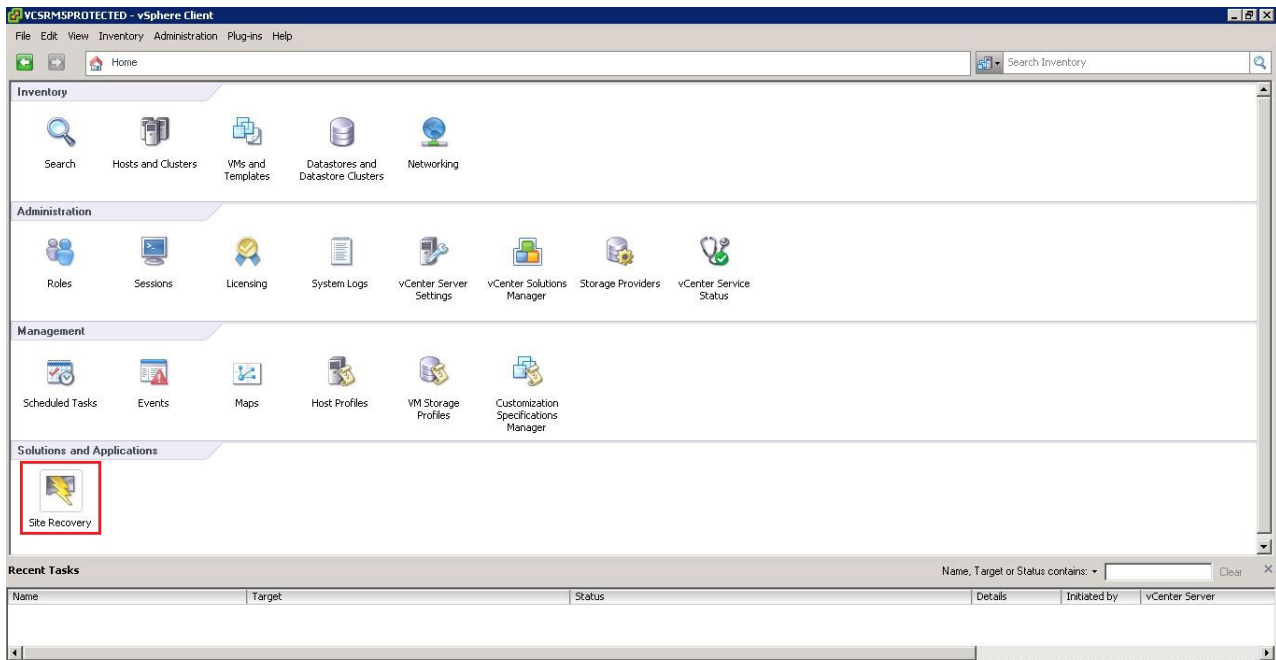 VCSRM5PROTECTED - vSphere Client
File Edit View Inventory Administration Plug-ins Help
Home
Search Inventory
Inventory
Search
Hosts and Clusters
VMs and
Templates
Datastores and
Datastore Clusters
Networking
Administration
Roles
Sessions
Licensing
System Logs
vCenter Server
Settings
vCenter Solutions
Manager
Storage Providers
vCenter Service
Status
Management
Scheduled Tasks
Events
Maps
Host Profiles
VM Storage
Profiles
Customization
Specifications
Manager
Solutions and Applications
Site Recovery
Recent Tasks
Name, Target or Status contains:
Clear
Name Target Status Details Initiated by vCenter Server